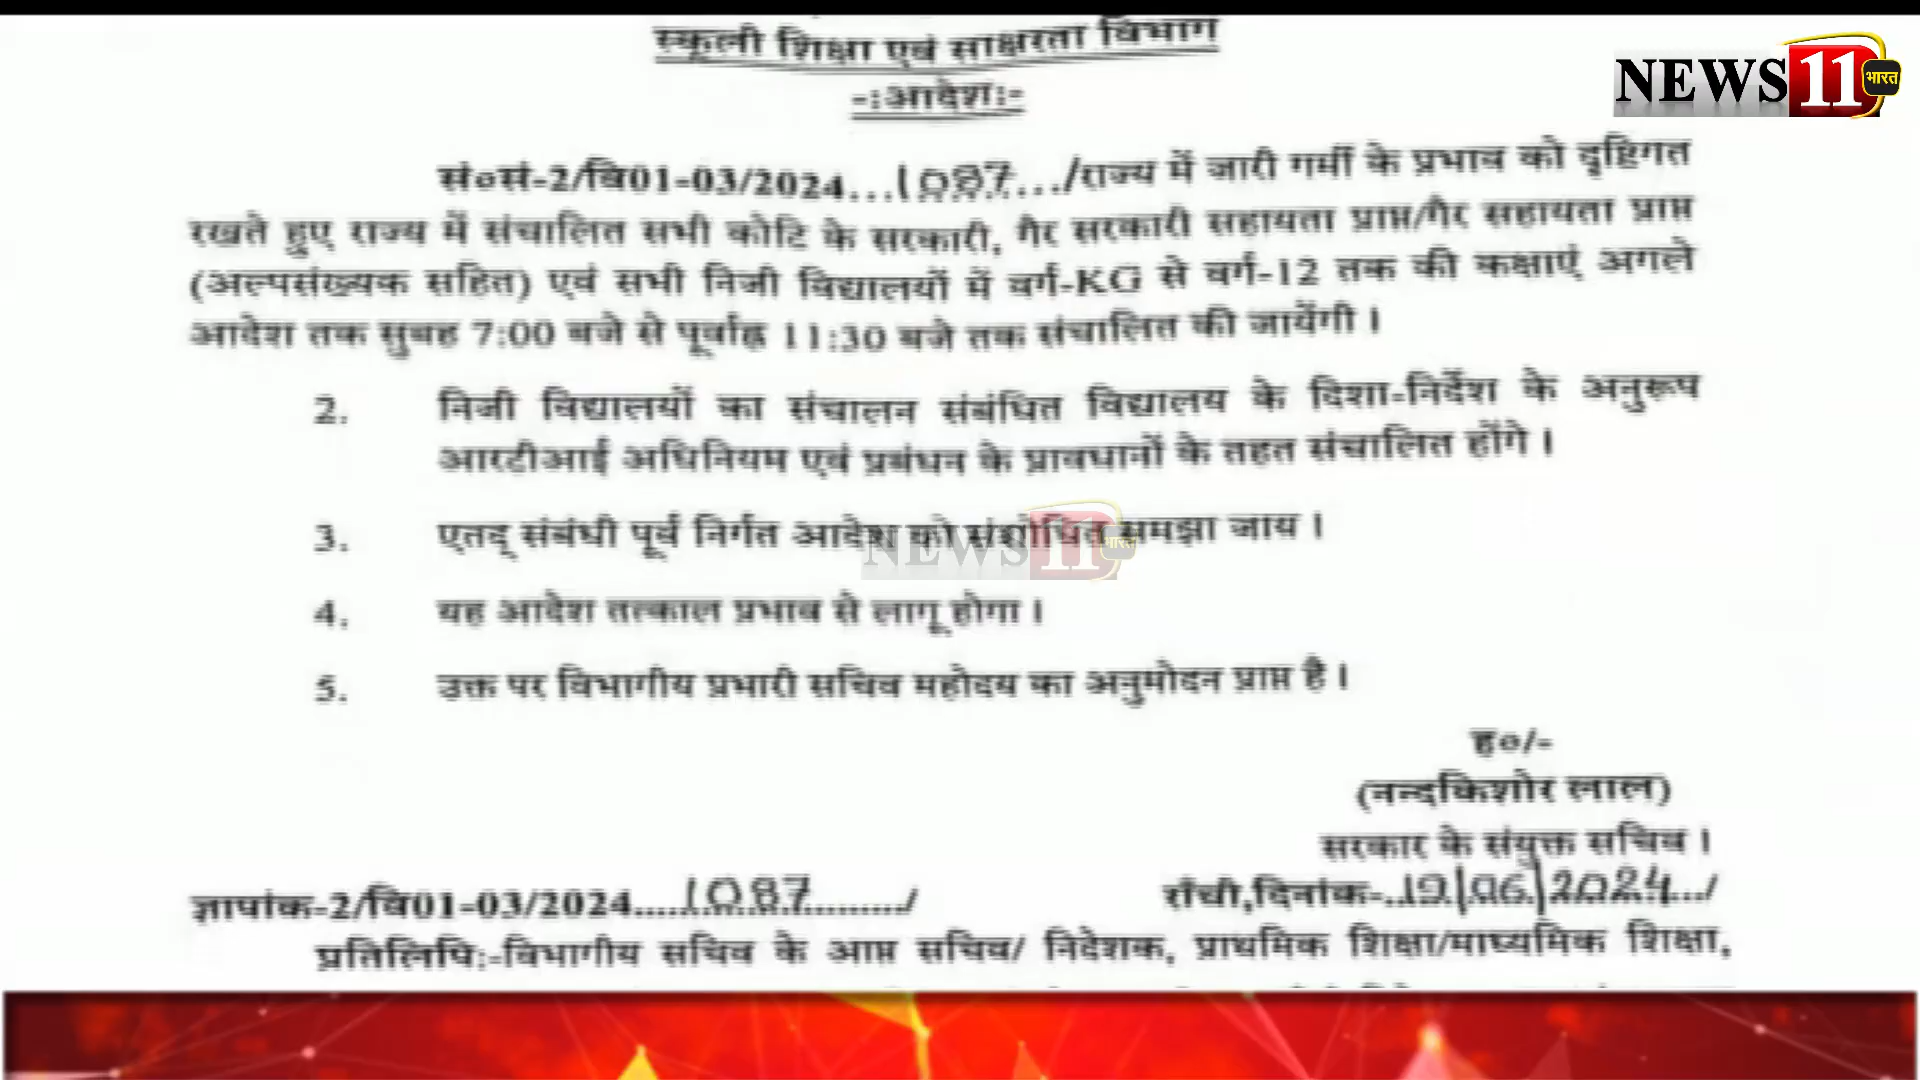 स्कूली शिक्षा एवं साक्षरता विभाग
-:आदेश:-
NEWS 11 भारत
सं०सं-2/वि01-03/2024...1087.../राज्य में जारी गर्मी के प्रभाव को दृष्टिगत
रखते हुए राज्य में संचालित सभी कोटि के सरकारी, गैर सरकारी सहायता प्राप्त/गैर सहायता प्राप्त
(अल्पसंख्यक सहित) एवं सभी निजी विद्यालयों में वर्ग-KG से वर्ग-12 तक की कक्षाएं अगले
आदेश तक सुबह 7:00 बजे से पूर्वाह्न 11:30 बजे तक संचालित की जायेंगी।
2. निजी विद्यालयों का संचालन संबंधित विद्यालय के दिशा-निर्देश के अनुरूप
आरटीआई अधिनियम एवं प्रबंधन के प्रावधानों के तहत संचालित होंगे।
3. एतद् संबंधी पूर्व निर्गत आदेश को संशोधित समझा जाय।
NEWS 11 भारत
4. यह आदेश तत्काल प्रभाव से लागू होगा।
5. उक्त पर विभागीय प्रभारी सचिव महोदय का अनुमोदन प्राप्त है।
ह०/-
(नन्दकिशोर लाल)
सरकार के संयुक्त सचिव।
ज्ञापांक-2/वि01-03/2024.....1087........../ राँची,दिनांक-..19/06/2024.../
प्रतिलिपि:-विभागीय सचिव के आप्त सचिव/ निदेशक, प्राथमिक शिक्षा/माध्यमिक शिक्षा,